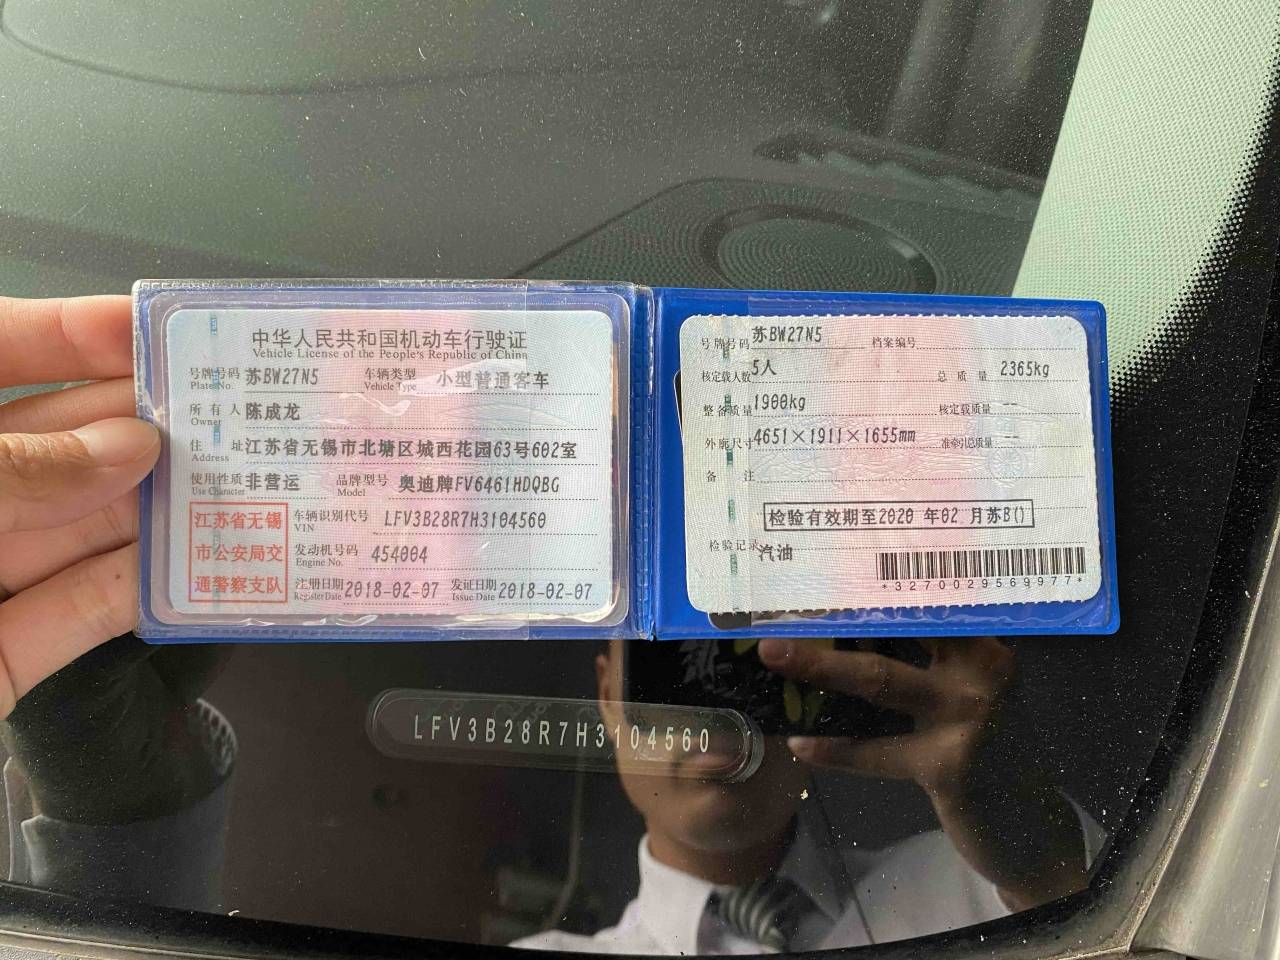 中华人民共和国机动车行驶证
Vehicle License of the People's Republic of China
号牌号码 苏BW27N5 车辆类型 小型普通客车
Plate No. Vehicle Type
所有人 陈成龙
Owner
住址 江苏省无锡市北塘区城西花园63号602室
Address
使用性质 非营运 品牌型号 奥迪牌FV6461HDQBG
Use Character Model
江苏省无锡
市公安局交
通警察支队
车辆识别代号 LFV3B28R7H3104560
VIN
发动机号码 454004
Engine No.
注册日期 2018-02-07 发证日期 2018-02-07
Register Date Issue Date
号牌号码 苏BW27N5 档案编号
核定载人数 5人 总质量 2365kg
整备质量 1900kg 核定载质量 --
外廓尺寸 4651×1911×1655mm 准牵引总质量 --
备注
检验有效期至2020 年02 月苏B()
检验记录 汽油
*3270029569977*
LFV3B28R7H3104560